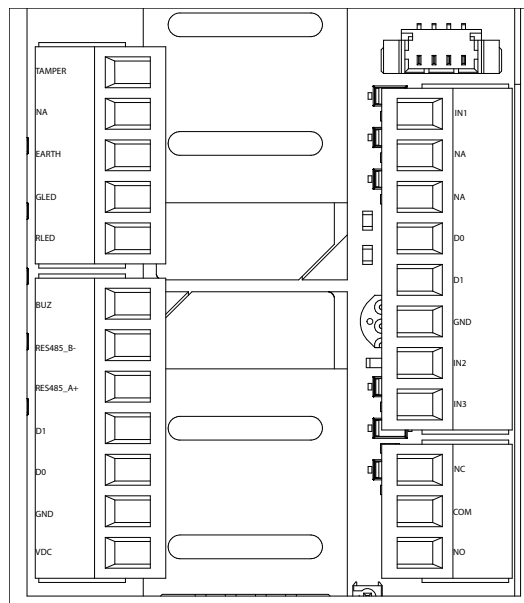 TAMPER
NA
EARTH
GLED
RLED
BUZ
RES485_B-
RES485_A+
D1
D0
GND
VDC
IN1
NA
NA
D0
D1
GND
IN2
IN3
NC
COM
NO